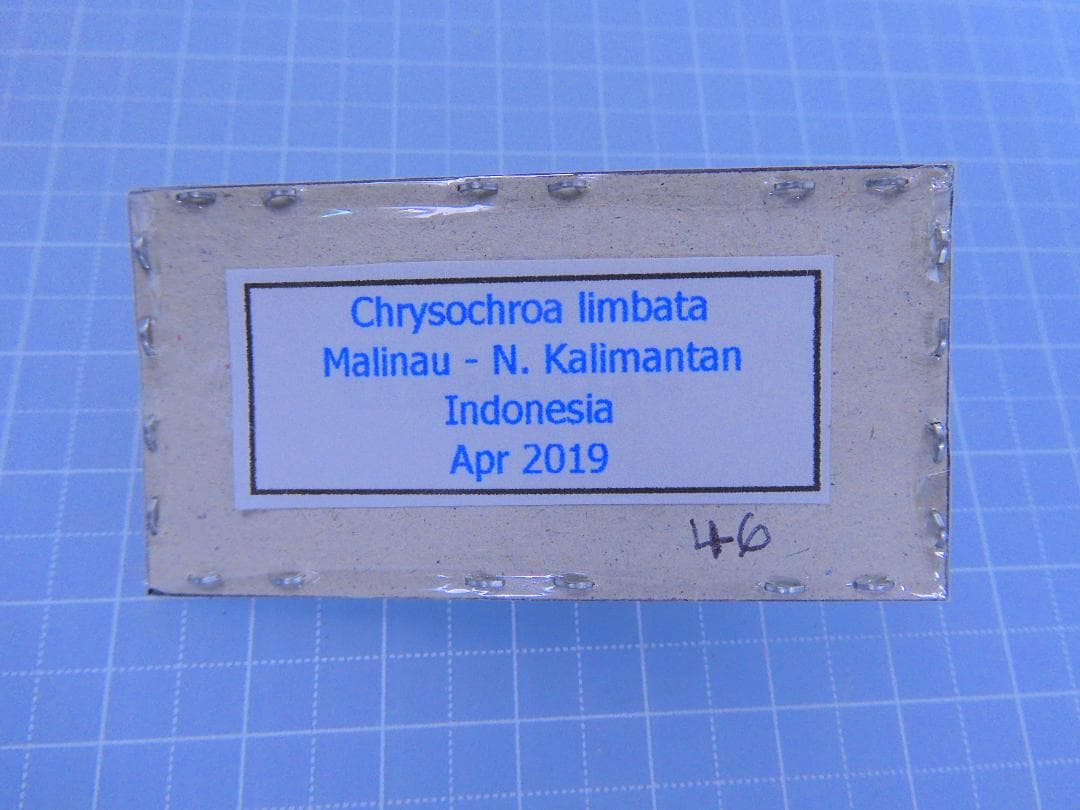 Chrysochroa limbata
Malinau - N. Kalimantan
Indonesia
Apr 2019
46